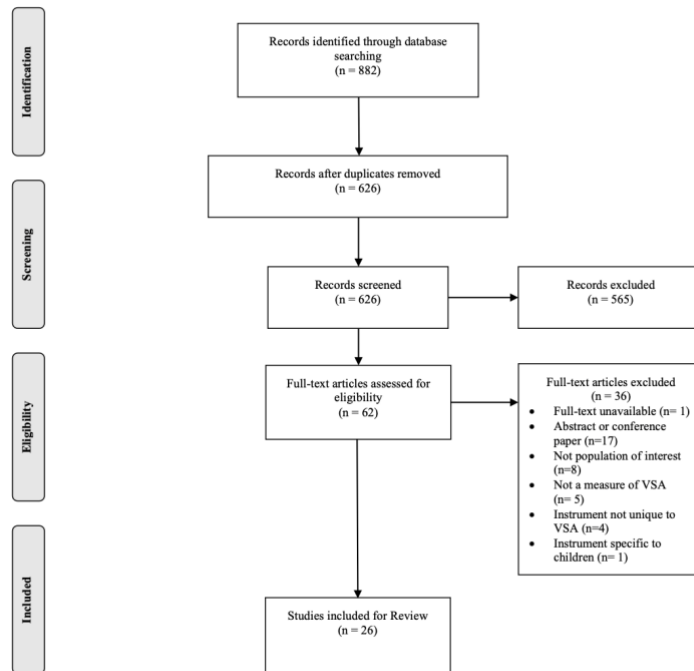 Identification
Records identified through database
searching
(n = 882)
Records after duplicates removed
(n = 626)
Screening
Records screened
(n = 626)
Records excluded
(n = 565)
Eligibility
Full-text articles assessed for
eligibility
(n = 62)
Full-text articles excluded
(n = 36)
• Full-text unavailable (n= 1)
• Abstract or conference
paper (n=17)
• Not population of interest
(n=8)
• Not a measure of VSA
(n= 5)
• Instrument not unique to
VSA (n=4)
• Instrument specific to
children (n= 1)
Included
Studies included for Review
(n = 26)